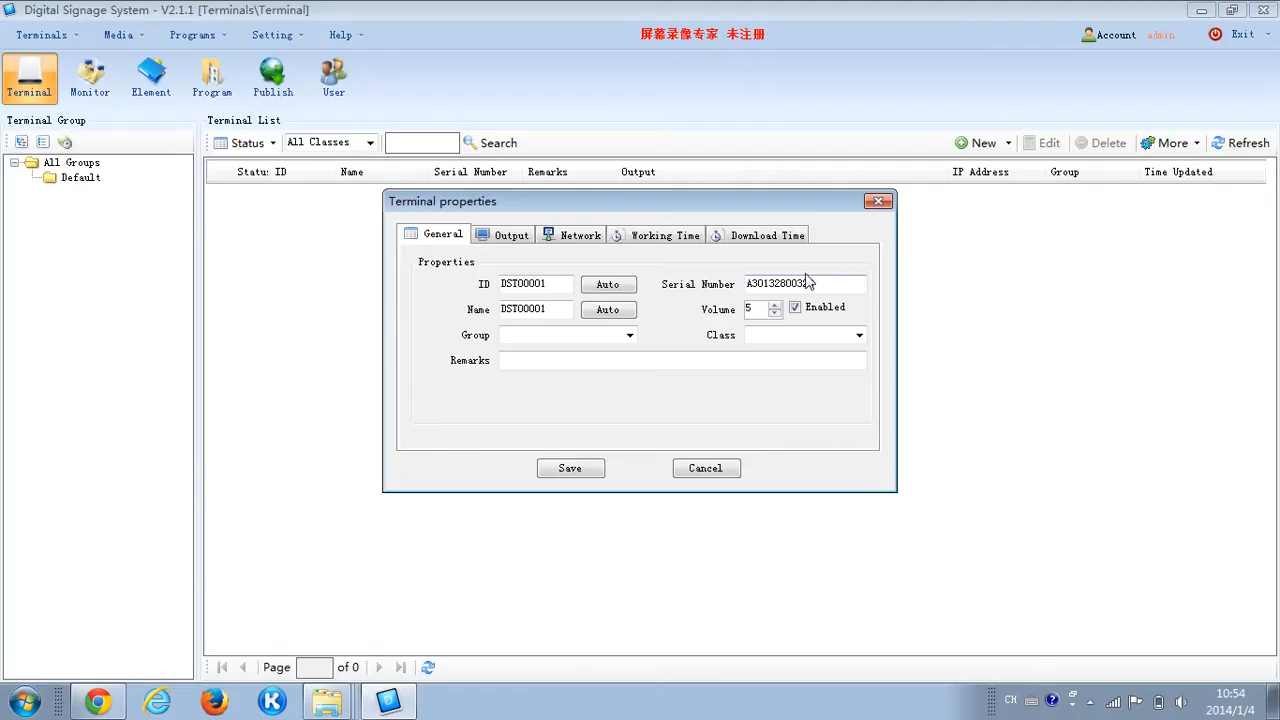 Digital Signage System - V2.1.1 [Terminals\Terminal]
Terminals Media Programs Setting Help 屏幕录像专家 未注册 Account admin Exit
Terminal Monitor Element Program Publish User
Terminal Group Terminal List
Status All Classes Search New Edit Delete More Refresh
All Groups
Default
Status ID Name Serial Number Remarks Output IP Address Group Time Updated
Terminal properties
General Output Network Working Time Download Time
Properties
ID DST00001 Auto Serial Number
Name DST00001 Auto Volume 5 Enabled
Group Class
Remarks
Save Cancel
Page of 0
CH 10:54
2014/1/4